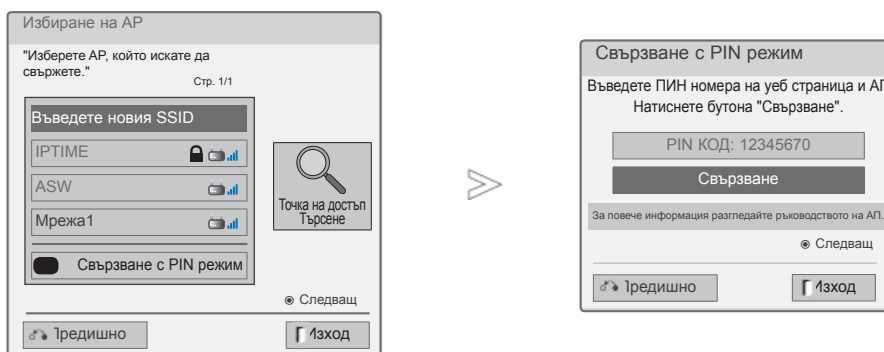 Избиране на AP
"Изберете AP, който искате да
свържете."
Стр. 1/1
Въведете новия SSID
IPTIME
ASW
Мрежа1
Свързване с PIN режим
Точка на достъп
Търсене
Следващ
Предишно
Изход
Свързване с PIN режим
Въведете ПИН номера на уеб страница и АП
Натиснете бутона "Свързване".
PIN КОД: 12345670
Свързване
За повече информация разгледайте ръководството на АП.
Следващ
Предишно
Изход